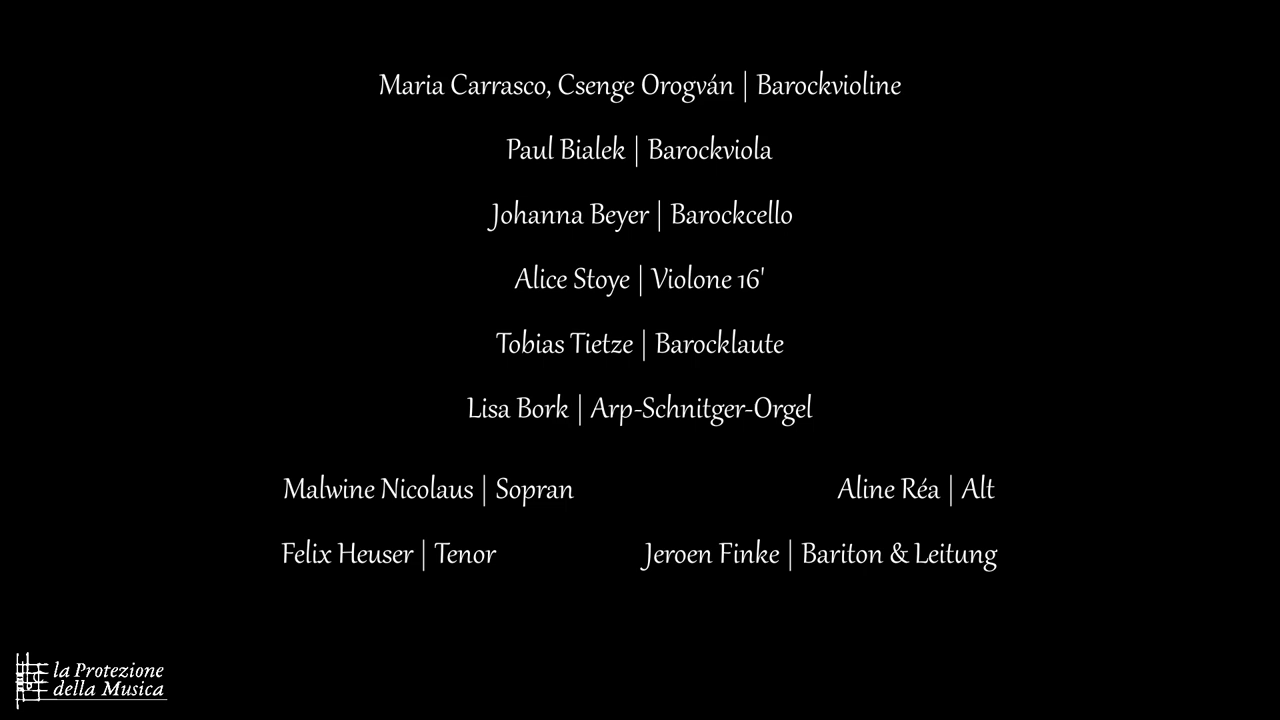 Maria Carrasco, Csenge Orogván | Barockvioline
Paul Bialek | Barockviola
Johanna Beyer | Barockcello
Alice Stoye | Violone 16'
Tobias Tietze | Barocklaute
Lisa Bork | Arp-Schnitger-Orgel
Malwine Nicolaus | Sopran Aline Réa | Alt
Felix Heuser | Tenor Jeroen Finke | Bariton & Leitung
la Protezione
della Musica